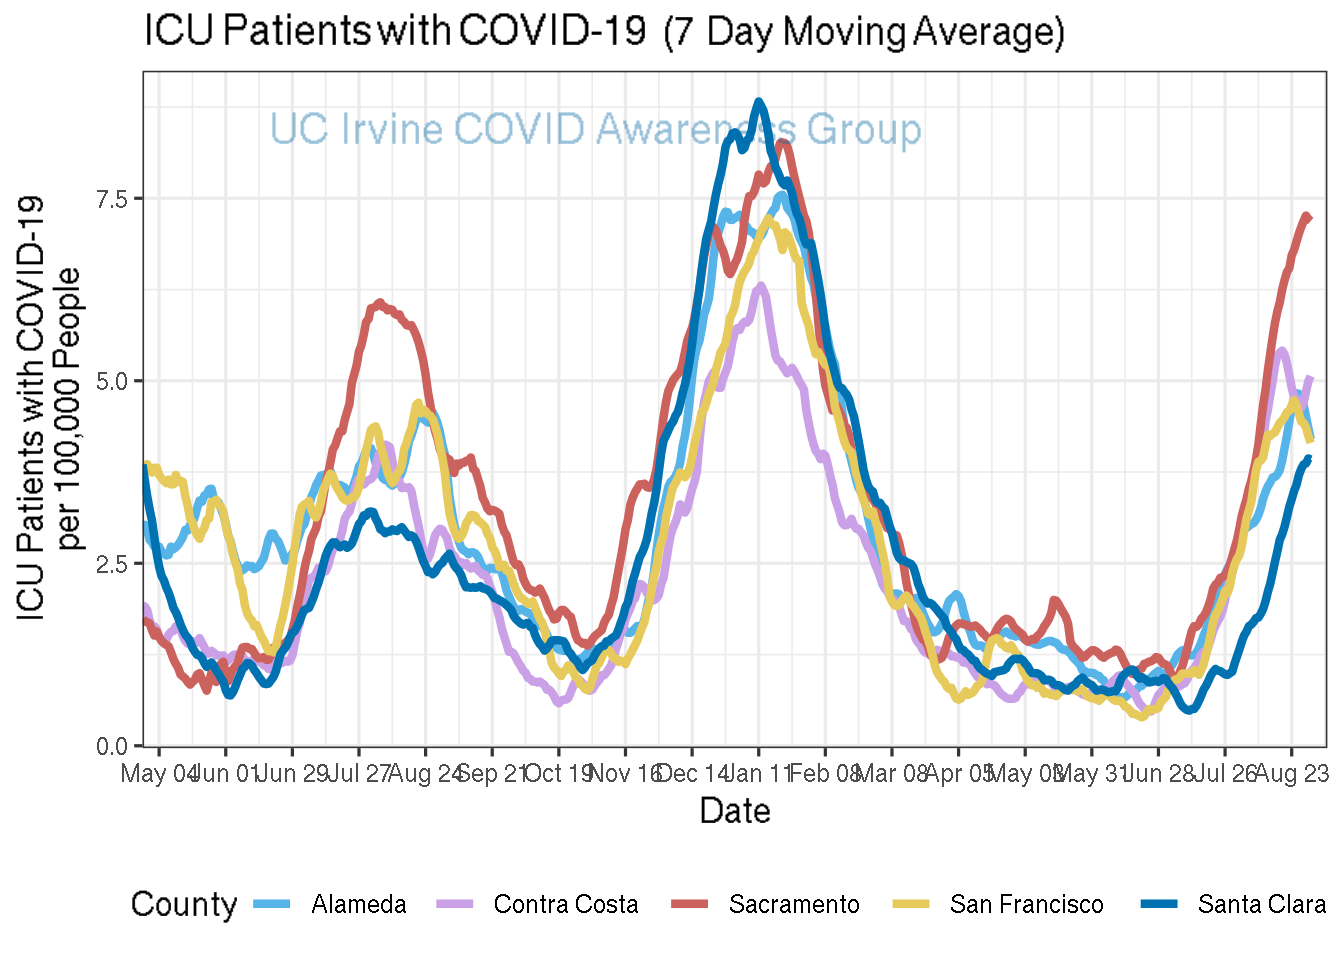 ICU Patients with COVID-19 (7 Day Moving Average)
UC Irvine COVID Awareness Group
ICU Patients with COVID-19
per 100,000 People
7.5
5.0
2.5
0.0
May 04 Jun 01 Jun 29 Jul 27 Aug 24 Sep 21 Oct 19 Nov 16 Dec 14 Jan 11 Feb 08 Mar 08 Apr 05 May 03 May 31 Jun 28 Jul 26 Aug 23
Date
County Alameda Contra Costa Sacramento San Francisco Santa Clara